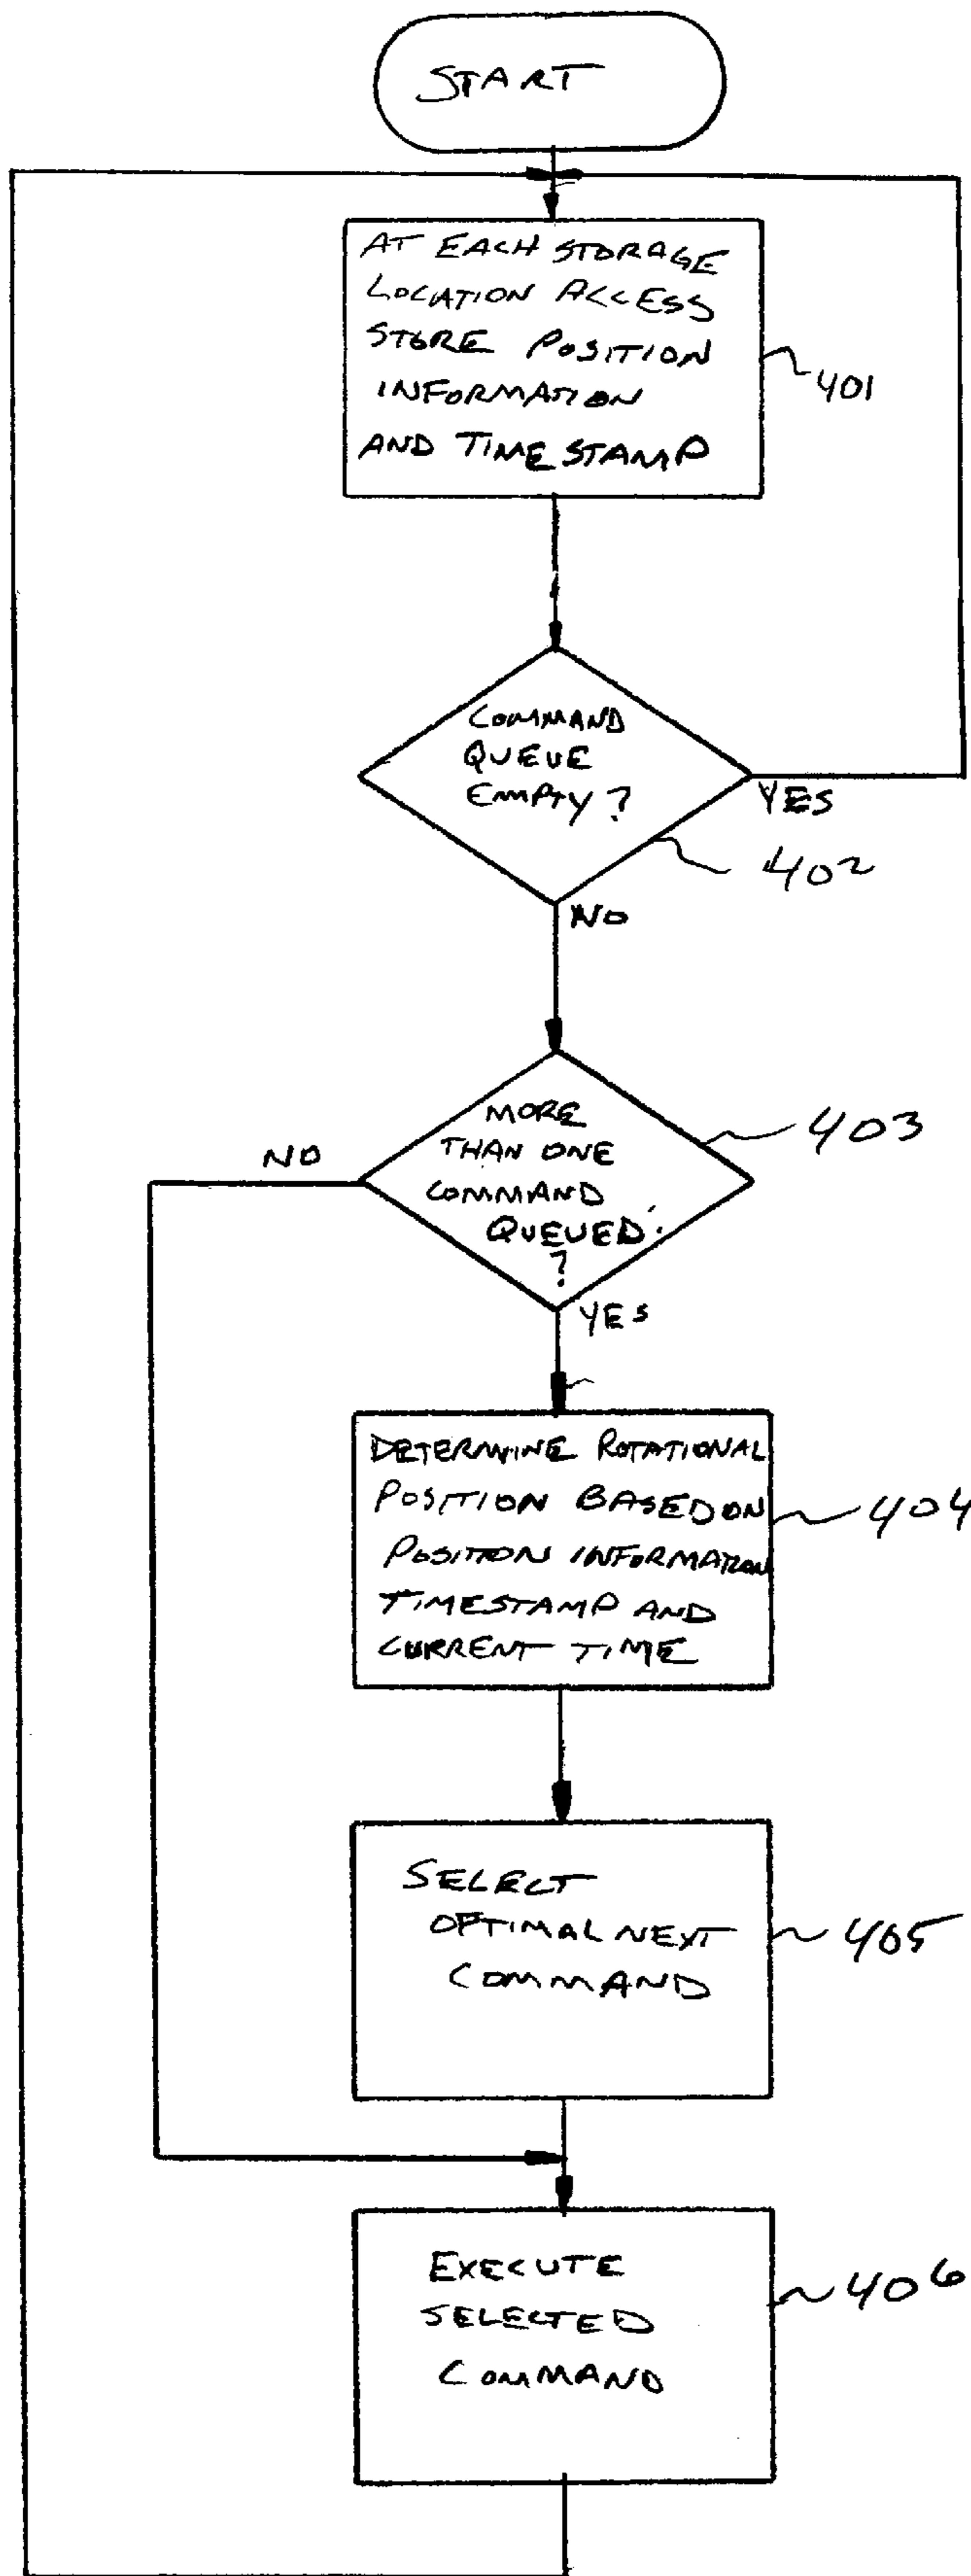 START
AT EACH STORAGE
LOCATION ACCESS
STORE POSITION
INFORMATION
AND TIMESTAMP
401
COMMAND
QUEUE
EMPTY?
YES
402
NO
MORE
THAN ONE
COMMAND
QUEUED
?
403
NO
YES
DETERMINE ROTATIONAL
POSITION BASED ON
POSITION INFORMATION
TIMESTAMP AND
CURRENT TIME
404
SELECT
OPTIMAL NEXT
COMMAND
405
EXECUTE
SELECTED
COMMAND
406